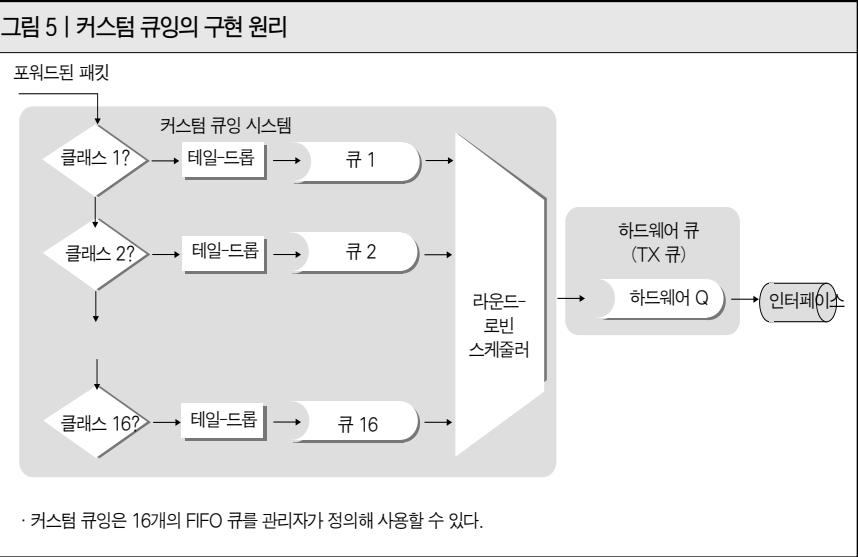 그림 5 | 커스텀 큐잉의 구현 원리
포워드된 패킷
커스텀 큐잉 시스템
클래스 1?
테일-드롭
큐 1
클래스 2?
테일-드롭
큐 2
클래스 16?
테일-드롭
큐 16
라운드-
로빈
스케줄러
하드웨어 큐
(TX 큐)
하드웨어 Q
인터페이스
· 커스텀 큐잉은 16개의 FIFO 큐를 관리자가 정의해 사용할 수 있다.